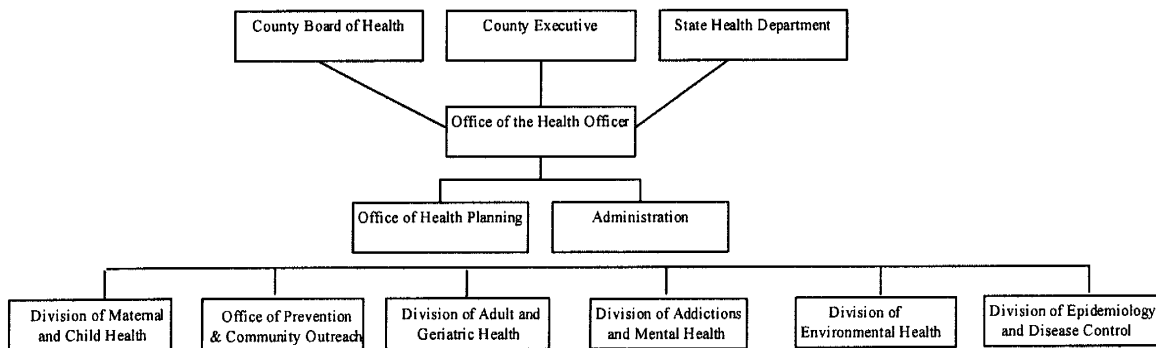 County Board of Health
County Executive
State Health Department
Office of the Health Officer
Office of Health Planning
Administration
Division of Maternal
and Child Health
Office of Prevention
& Community Outreach
Division of Adult and
Geriatric Health
Division of Addictions
and Mental Health
Division of
Environmental Health
Division of Epidemiology
and Disease Control